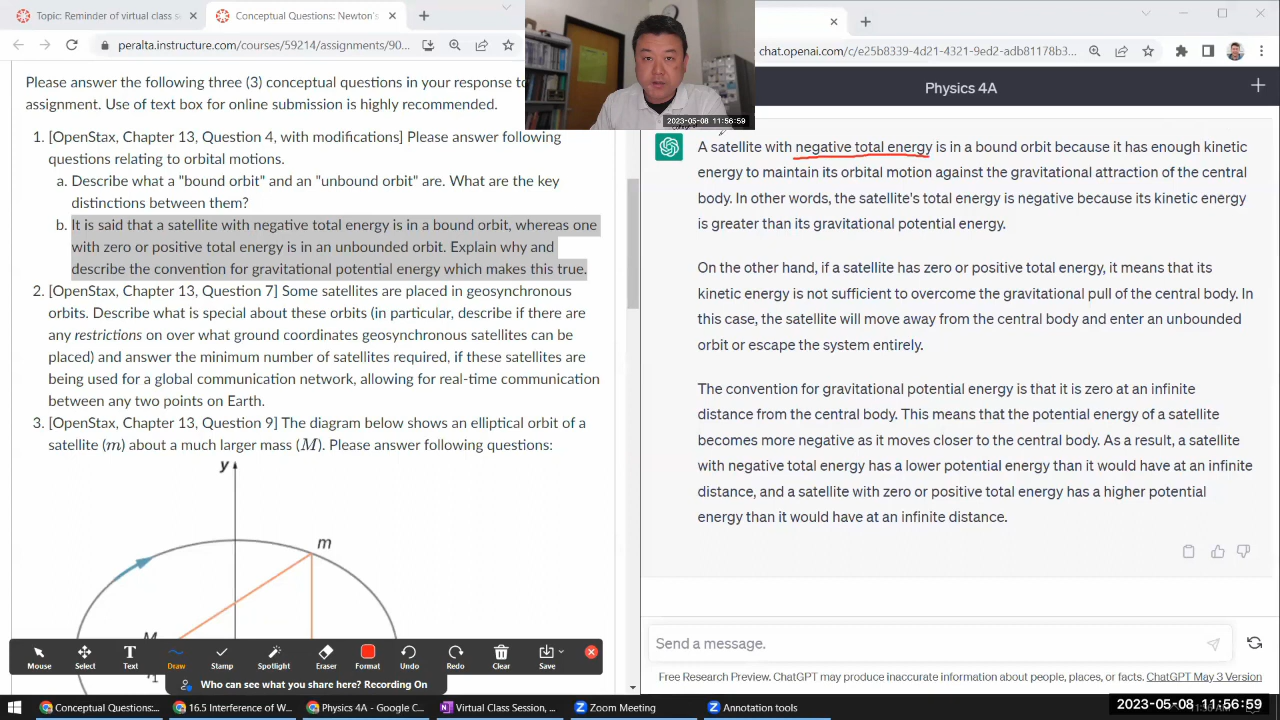 Topic: Reminder of virtual class s
Conceptual Questions: Newton's
peralta.instructure.com/courses/59214/assignments/90...
chat.openai.com/c/e25b8339-4d21-4321-9ed2-adb81178b3...
2023-05-08 11:56:59
Please answer the following three (3) conceptual questions in your response to
assignment. Use of text box for online submission is highly recommended.
1. [OpenStax, Chapter 13, Question 4, with modifications] Please answer following
questions relating to orbital motions.
a. Describe what a "bound orbit" and an "unbound orbit" are. What are the key
distinctions between them?
b. It is said that a satellite with negative total energy is in a bound orbit, whereas one
with zero or positive total energy is in an unbounded orbit. Explain why and
describe the convention for gravitational potential energy which makes this true.
2. [OpenStax, Chapter 13, Question 7] Some satellites are placed in geosynchronous
orbits. Describe what is special about these orbits (in particular, describe if there are
any restrictions on over what ground coordinates geosynchronous satellites can be
placed) and answer the minimum number of satellites required, if these satellites are
being used for a global communication network, allowing for real-time communication
between any two points on Earth.
3. [OpenStax, Chapter 13, Question 9] The diagram below shows an elliptical orbit of a
satellite (m) about a much larger mass (M). Please answer following questions:
y
m
M
Physics 4A
A satellite with negative total energy is in a bound orbit because it has enough kinetic
energy to maintain its orbital motion against the gravitational attraction of the central
body. In other words, the satellite's total energy is negative because its kinetic energy
is greater than its gravitational potential energy.
On the other hand, if a satellite has zero or positive total energy, it means that its
kinetic energy is not sufficient to overcome the gravitational pull of the central body. In
this case, the satellite will move away from the central body and enter an unbounded
orbit or escape the system entirely.
The convention for gravitational potential energy is that it is zero at an infinite
distance from the central body. This means that the potential energy of a satellite
becomes more negative as it moves closer to the central body. As a result, a satellite
with negative total energy has a lower potential energy than it would have at an infinite
distance, and a satellite with zero or positive total energy has a higher potential
energy than it would have at an infinite distance.
Send a message.
Free Research Preview. ChatGPT may produce inaccurate information about people, places, or facts. ChatGPT May 3 Version
Mouse Select Text Draw Stamp Spotlight Eraser Format Undo Redo Clear Save
Who can see what you share here? Recording On
Conceptual Questions:...
16.5 Interference of W...
Physics 4A - Google C...
Virtual Class Session, ...
Zoom Meeting
Annotation tools
2023-05-08 11:56:59